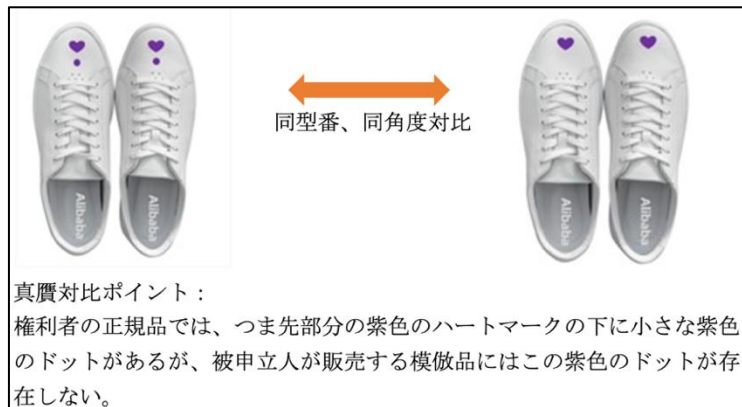 Alibaba Alibaba Alibaba Alibaba
同型番、同角度対比
真贋対比ポイント：
権利者の正規品では、つま先部分の紫色のハートマークの下に小さな紫色
のドットがあるが、被申立人が販売する模倣品にはこの紫色のドットが存
在しない。